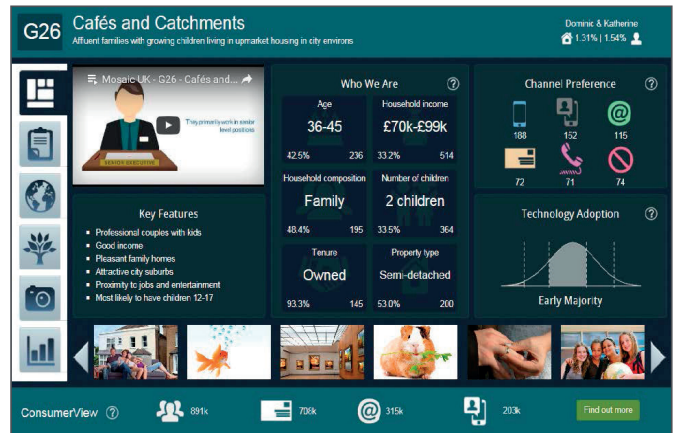 G26
Cafés and Catchments
Affluent families with growing children living in upmarket housing in city environs
Dominic & Katherine
1.31% | 1.54%
Mosaic UK - G26 - Cafés and...
They primarily work in senior
level positions
SENIOR EXECUTIVE
Key Features
Professional couples with kids
Good income
Pleasant family homes
Attractive city suburbs
Proximity to jobs and entertainment
Most likely to have children 12-17
Who We Are ?
Age
36-45
42.5% 236
Household income
£70k-£99k
33.2% 514
Household composition
Family
48.4% 195
Number of children
2 children
33.5% 364
Tenure
Owned
93.3% 145
Property type
Semi-detached
53.0% 200
Channel Preference ?
@
188 152 115
72 71 74
Technology Adoption ?
Early Majority
ConsumerView ? 891k 708k @ 315k 203k Find out more